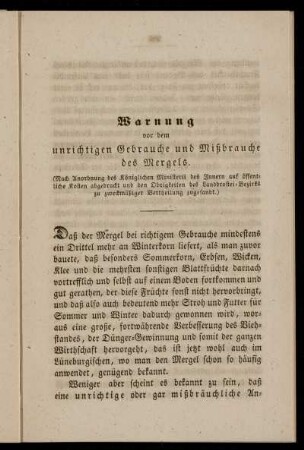 Warnung
vor dem
unrichtigen Gebrauche und Mißbrauche
des Mergels.
(Nach Anordnung des Königlichen Ministerii des Innern auf öffent-
liche Kosten abgedruckt und den Obrigkeiten des Landdrostei-Bezirks
zu zweckmäßiger Vertheilung zugesandt.)
Daß der Mergel bei richtigem Gebrauche mindestens
ein Drittel mehr an Winterkorn liefert, als man zuvor
bauete, daß besonders Sommerkorn, Erbsen, Wicken,
Klee und die mehrsten sonstigen Blattfrüchte darnach
vortrefflich und selbst auf einem Boden fortkommen und
gut gerathen, der diese Früchte sonst nicht hervorbringt,
und daß also auch bedeutend mehr Stroh und Futter für
Sommer und Winter dadurch gewonnen wird, wor-
aus eine große, fortwährende Verbesserung des Vieh-
standes, der Dünger-Gewinnung und somit der ganzen
Wirthschaft hervorgeht, das ist jetzt wohl auch im
Lüneburgischen, wo man den Mergel schon so häufig
anwendet, genügend bekannt.
Weniger aber scheint es bekannt zu sein, daß
eine unrichtige oder gar mißbräuchliche An-